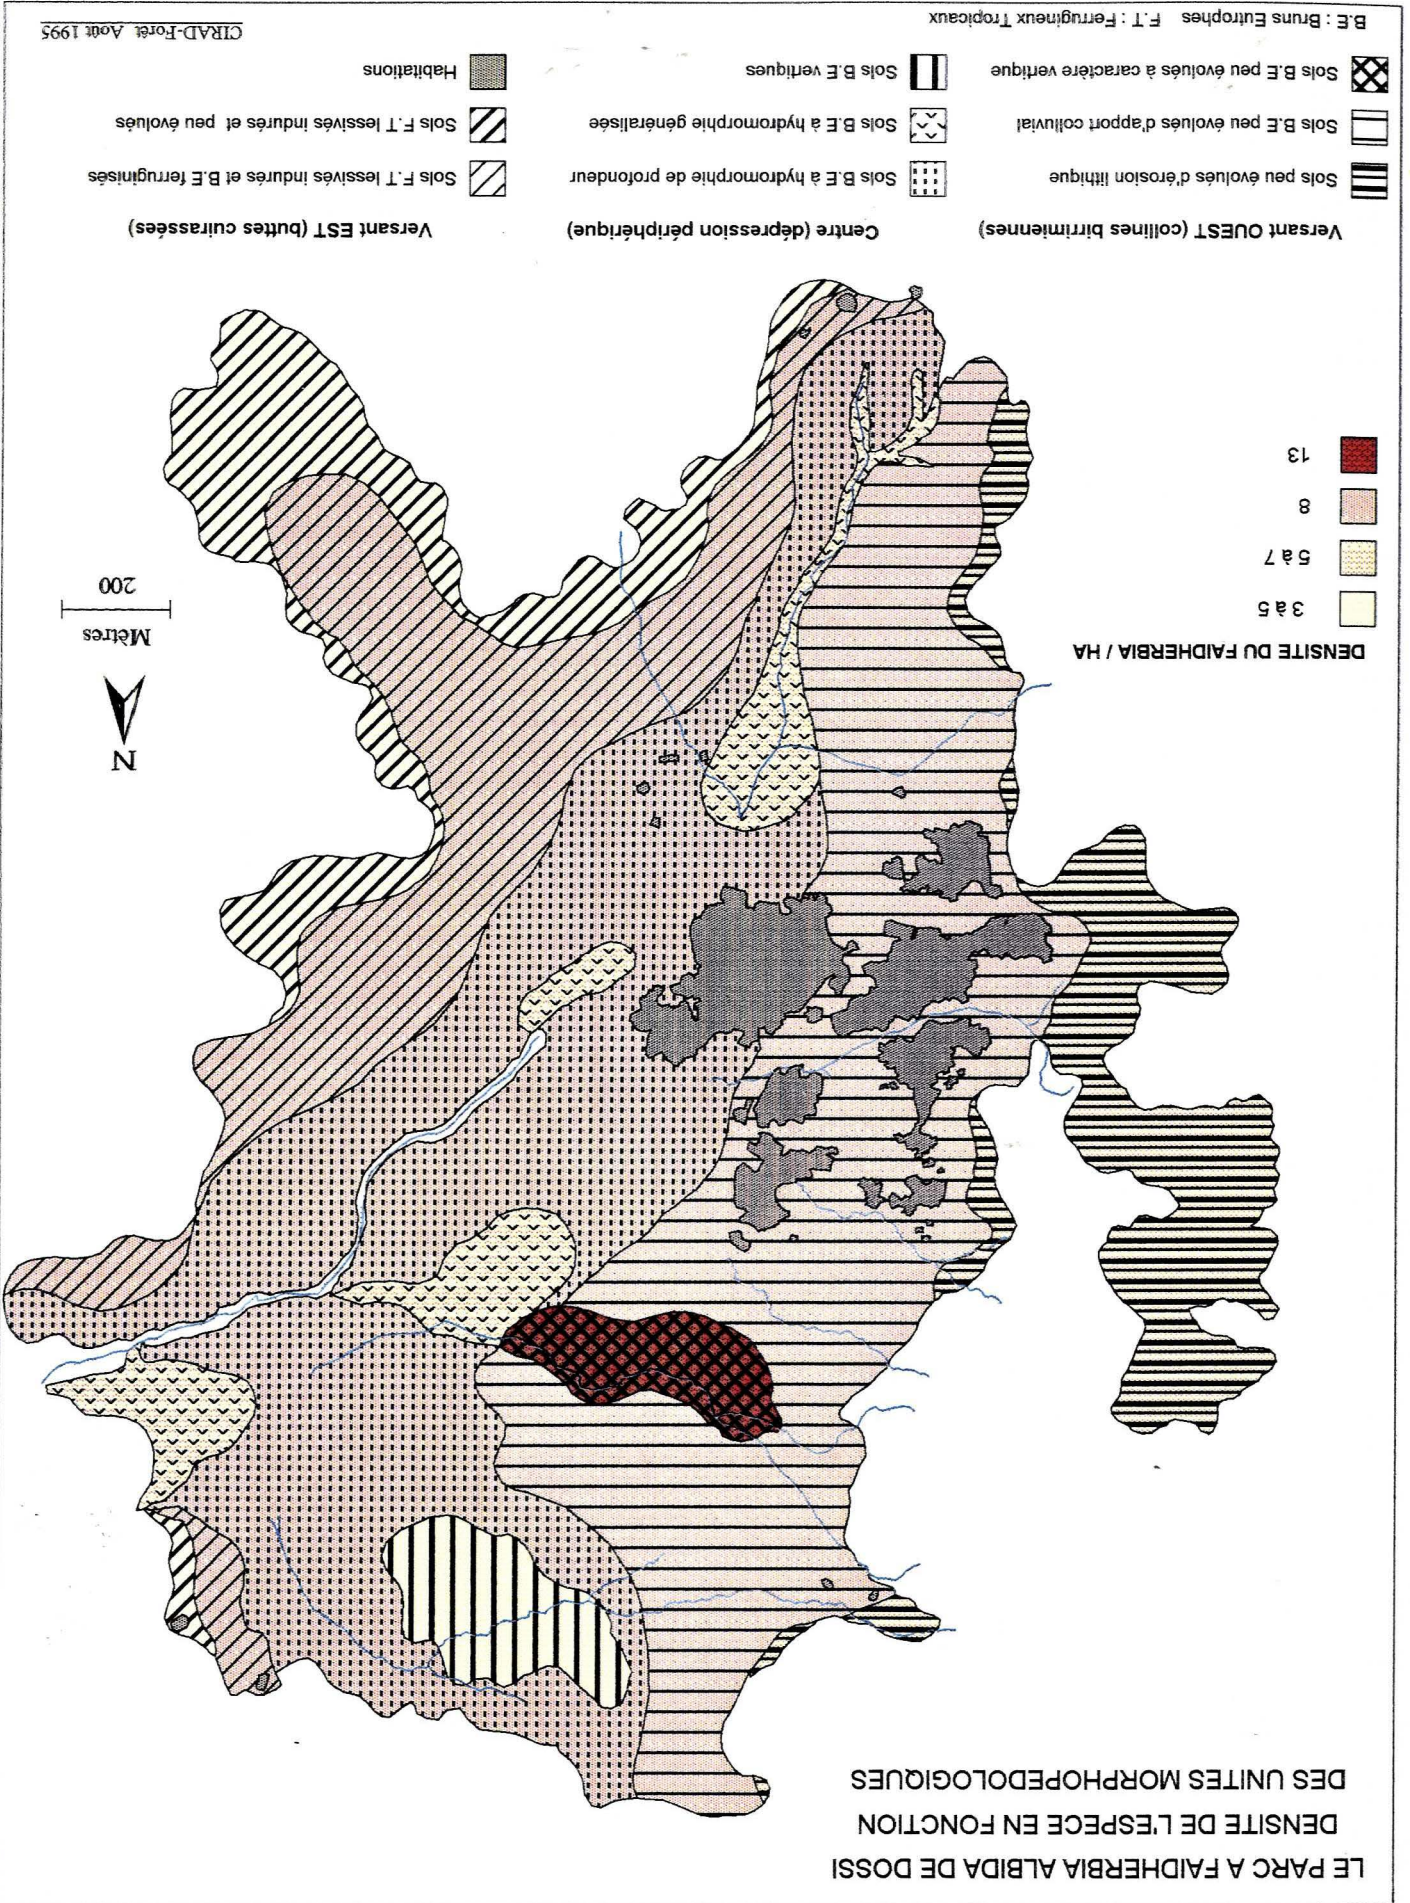 LE PARC A FAIDHERBIA ALBIDA DE DOSSI
DENSITE DE L'ESPECE EN FONCTION
DES UNITES MORPHOPEDOLOGIQUES
N
Mètres
200
DENSITE DU FAIDHERBIA / HA
3 à 5
5 à 7
8
13
Versant OUEST (collines birrimiennes)
Sols peu évolués d'érosion lithique
Sols B.E peu évolués d'apport colluvial
Sols B.E peu évolués à caractère vertique
Centre (dépression périphérique)
Sols B.E à hydromorphie de profondeur
Sols B.E à hydromorphie généralisée
Sols B.E vertiques
Versant EST (buttes cuirassées)
Sols F.T lessivés indurés et B.E ferruginisés
Sols F.T lessivés indurés et peu évolués
Habitations
B.E : Bruns Eutrophes F.T : Ferrugineux Tropicaux
CIRAD-Forêt Août 1995